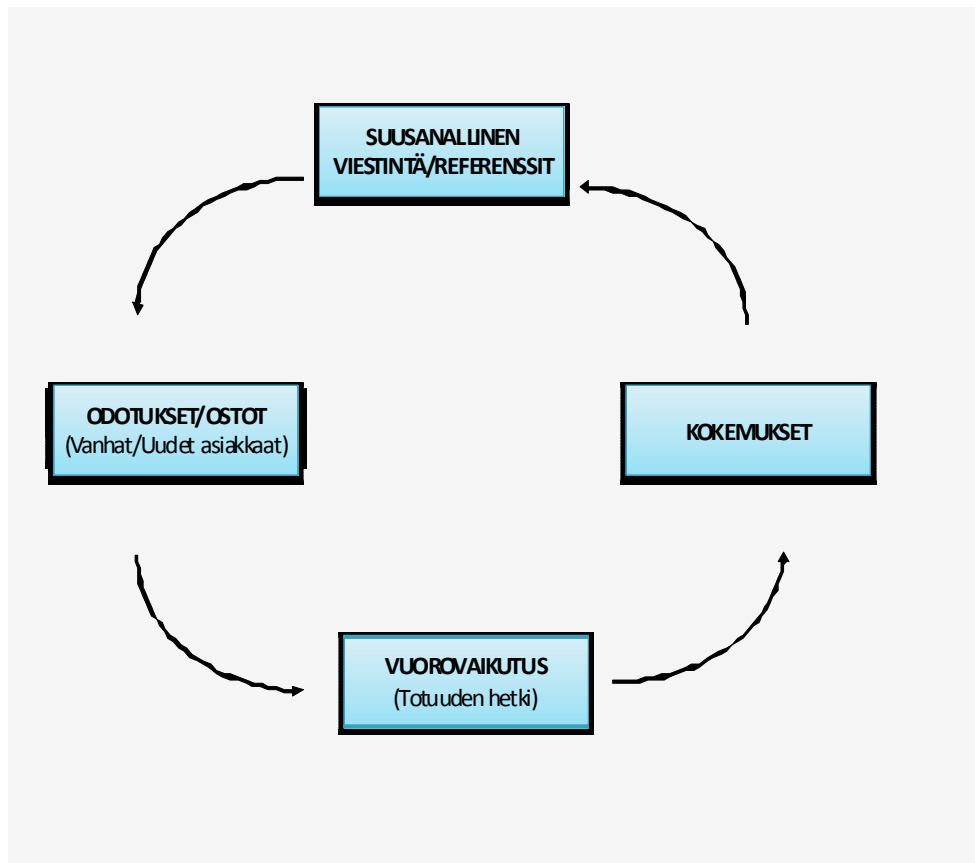 SUUSANALLINEN
VIESTINTÄ/REFERENSSIT
ODOTUKSET/OSTOT
(Vanhat/Uudet asiakkaat)
KOKEMUKSET
VUOROVAIKUTUS
(Totuuden hetki)